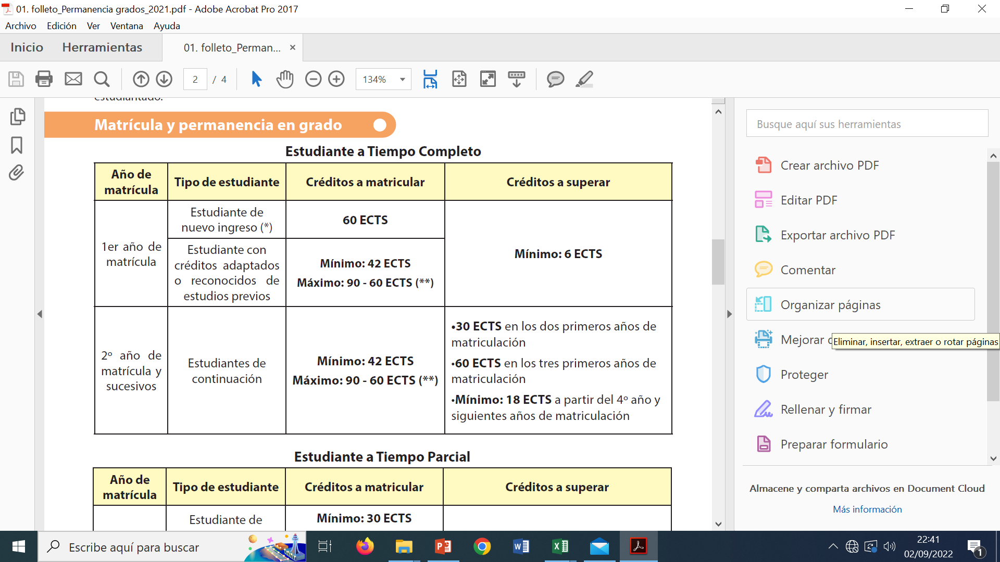 01. folleto_Permanencia grados_2021.pdf - Adobe Acrobat Pro 2017
Archivo Edición Ver Ventana Ayuda
Inicio Herramientas 01. folleto_Perman... ×
2 / 4 134%
estudiantado.
Matrícula y permanencia en grado
Estudiante a Tiempo Completo
Año de
matrícula
Tipo de estudiante
Créditos a matricular
Créditos a superar
1er año de
matrícula
Estudiante de
nuevo ingreso (*)
60 ECTS
Estudiante con
créditos adaptados
o reconocidos de
estudios previos
Mínimo: 42 ECTS
Máximo: 90 - 60 ECTS (**)
Mínimo: 6 ECTS
2º año de
matrícula y
sucesivos
Estudiantes de
continuación
Mínimo: 42 ECTS
Máximo: 90 - 60 ECTS (**)
•30 ECTS en los dos primeros años de
matriculación
•60 ECTS en los tres primeros años de
matriculación
•Mínimo: 18 ECTS a partir del 4º año y
siguientes años de matriculación
Estudiante a Tiempo Parcial
Año de
matrícula
Tipo de estudiante
Créditos a matricular
Créditos a superar
Estudiante de
Mínimo: 30 ECTS
Busque aquí sus herramientas
Crear archivo PDF
Editar PDF
Exportar archivo PDF
Comentar
Organizar páginas
Mejorar
Eliminar, insertar, extraer o rotar páginas
Proteger
Rellenar y firmar
Preparar formulario
Almacene y comparta archivos en Document Cloud
Más información
Escribe aquí para buscar
22:41
02/09/2022
1